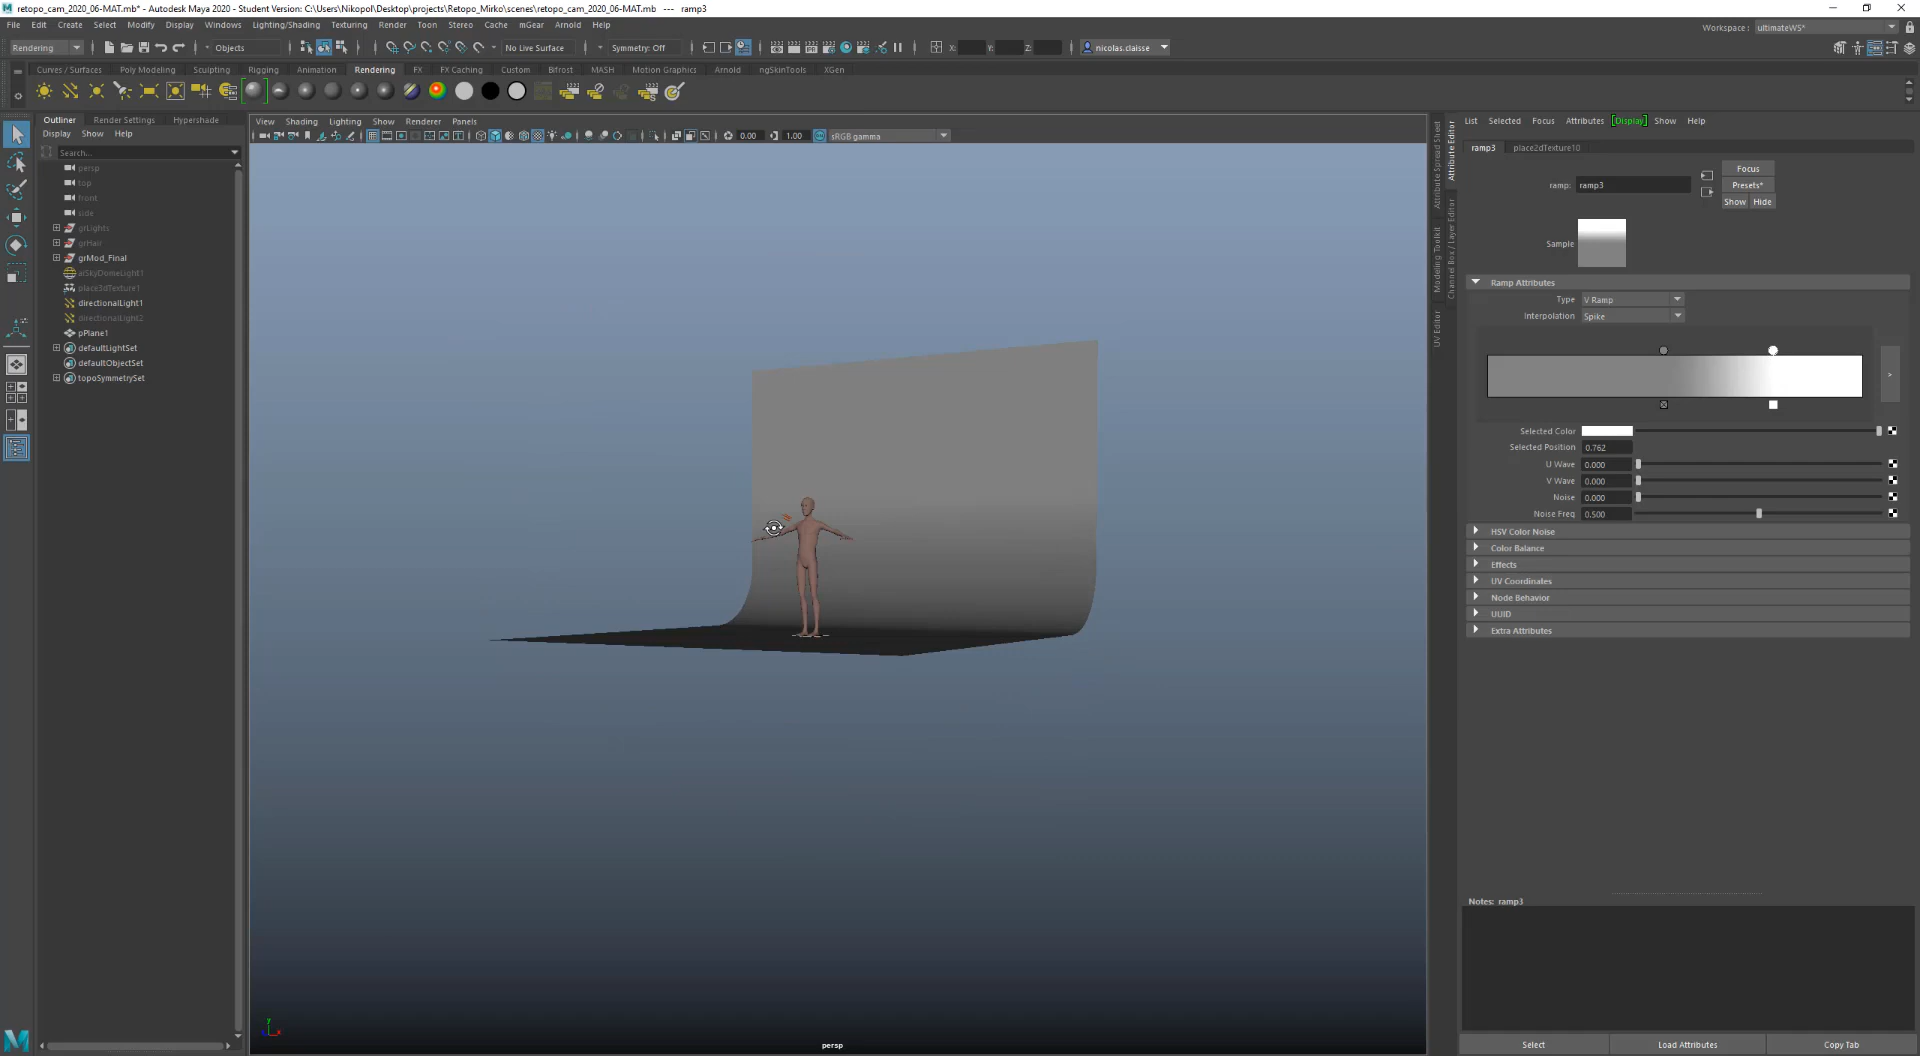 retopo_cam_2020_06-MAT.mb* - Autodesk Maya 2020 - Student Version: C:\Users\Nikopol\Desktop\projects\Retopo_Mirko\scenes\retopo_cam_2020_06-MAT.mb --- ramp3
File Edit Create Select Modify Display Windows Lighting/Shading Texturing Render Toon Stereo Cache mGear Arnold Help
Workspace : ultimateWS*
Rendering Objects No Live Surface Symmetry: Off X: Y: Z: nicolas.claisse
Curves / Surfaces Poly Modeling Sculpting Rigging Animation Rendering FX FX Caching Custom Bifrost MASH Motion Graphics Arnold ngSkinTools XGen
Outliner Render Settings Hypershade
Display Show Help
Search...
persp
top
front
side
grLights
grHair
grMod_Final
aiSkyDomeLight1
place3dTexture1
directionalLight1
directionalLight2
pPlane1
defaultLightSet
defaultObjectSet
topoSymmetrySet
View Shading Lighting Show Renderer Panels
0.00 1.00 sRGB gamma
persp
y
x
Attribute Spread Sheet
Attribute Editor
Modeling Toolkit
Channel Box / Layer Editor
UV Editor
List Selected Focus Attributes [Display] Show Help
ramp3 place2dTexture10
ramp: ramp3
Focus
Presets*
Show Hide
Sample
Ramp Attributes
Type V Ramp
Interpolation Spike
>
Selected Color
Selected Position 0.762
U Wave 0.000
V Wave 0.000
Noise 0.000
Noise Freq 0.500
HSV Color Noise
Color Balance
Effects
UV Coordinates
Node Behavior
UUID
Extra Attributes
Notes: ramp3
Select Load Attributes Copy Tab